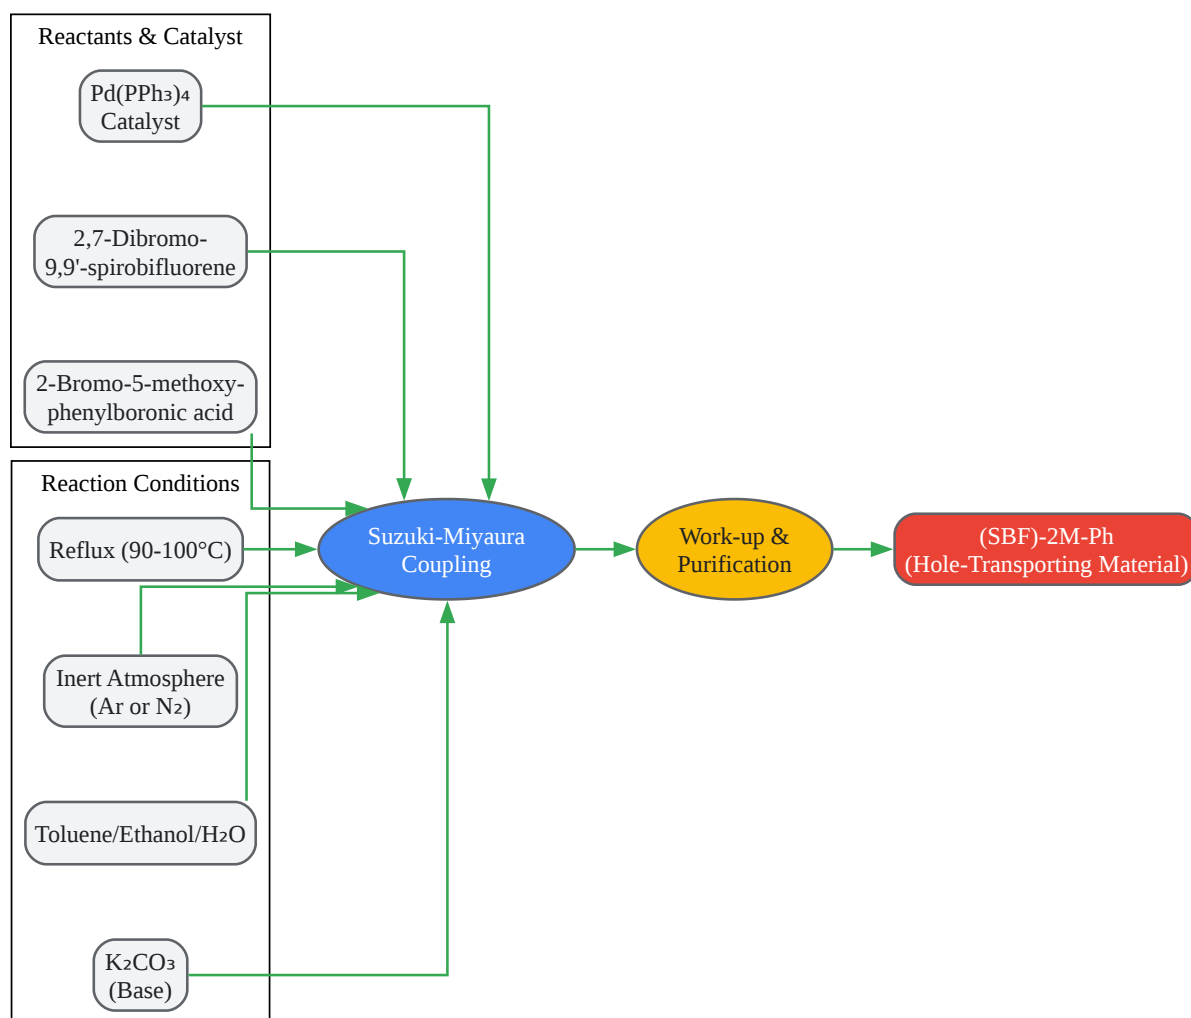 Reactants & Catalyst
Pd(PPh₃)₄
Catalyst
2,7-Dibromo-
9,9'-spirobifluorene
2-Bromo-5-methoxy-
phenylboronic acid
Reaction Conditions
Reflux (90-100°C)
Inert Atmosphere
(Ar or N₂)
Toluene/Ethanol/H₂O
K₂CO₃
(Base)
Suzuki-Miyaura
Coupling
Work-up &
Purification
(SBF)-2M-Ph
(Hole-Transporting Material)